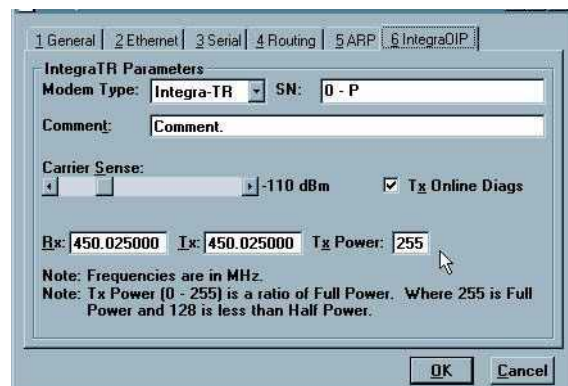 1 General 2 Ethernet 3 Serial 4 Routing 5 ARP 6 IntegraOIP
IntegraTR Parameters
Modem Type: Integra-TR SN: 0 - P
Comment: Comment.
Carrier Sense:
-110 dBm Tx Online Diags
Rx: 450.025000 Tx: 450.025000 Tx Power: 255
Note: Frequencies are in MHz.
Note: Tx Power (0 - 255) is a ratio of Full Power. Where 255 is Full
Power and 128 is less than Half Power.
OK Cancel